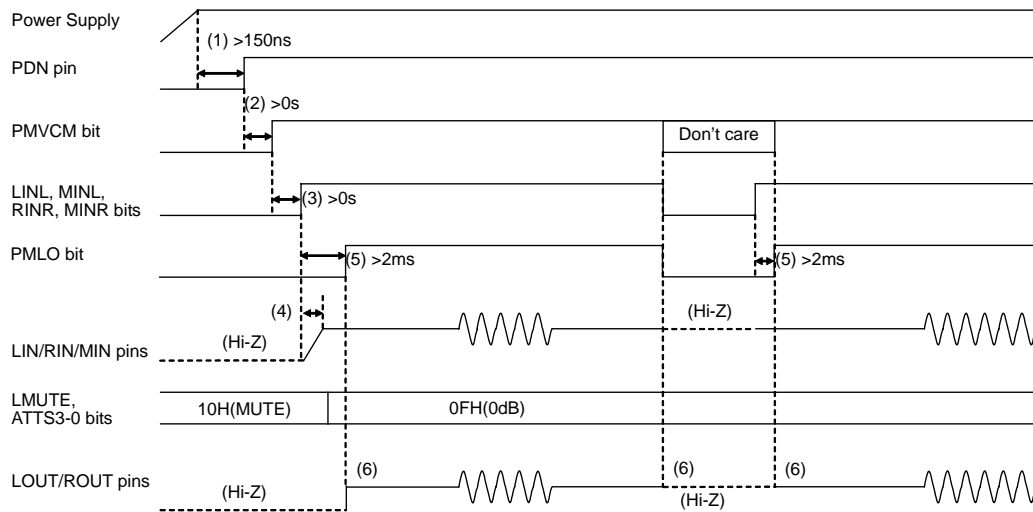 Power Supply
(1) >150ns
PDN pin
(2) >0s
PMVCM bit
Don't care
LINL, MINL,
RINR, MINR bits
(3) >0s
PMLO bit
(5) >2ms
(5) >2ms
(4)
(Hi-Z)
(Hi-Z)
LIN/RIN/MIN pins
LMUTE,
ATTS3-0 bits
10H(MUTE)
0FH(0dB)
LOUT/ROUT pins
(Hi-Z)
(6)
(6)
(6)
(Hi-Z)